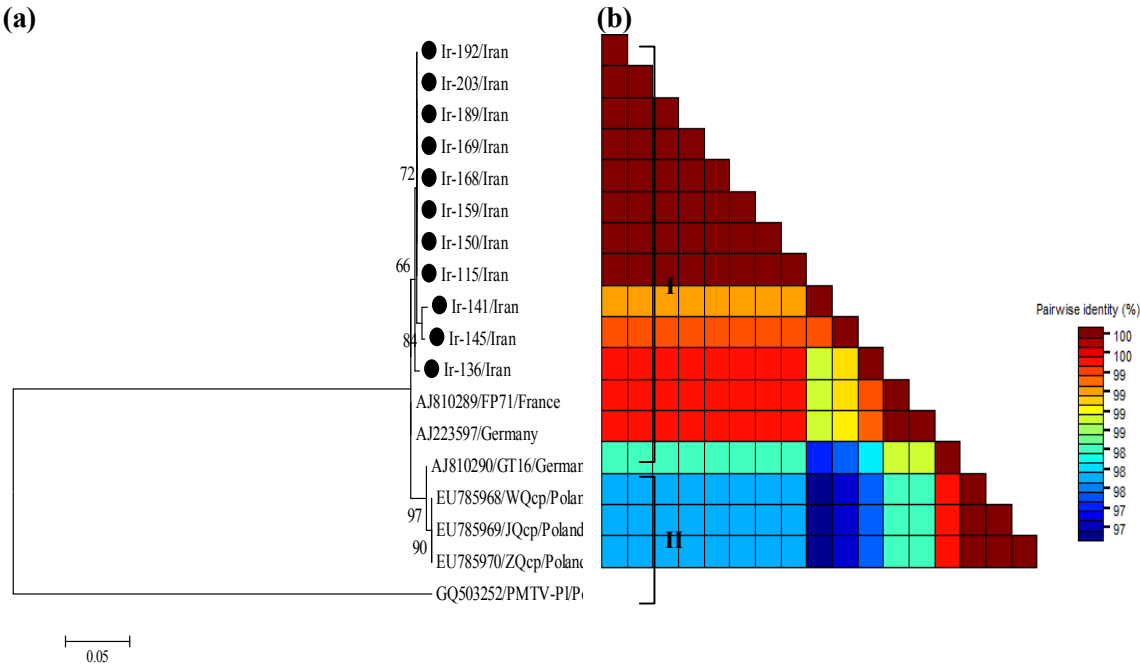 (a)
(b)
Ir-192/Iran
Ir-203/Iran
Ir-189/Iran
Ir-169/Iran
72
Ir-168/Iran
Ir-159/Iran
Ir-150/Iran
66
Ir-115/Iran
I
Ir-141/Iran
84
Ir-145/Iran
Ir-136/Iran
AJ810289/FP71/France
AJ223597/Germany
AJ810290/GT16/German
EU785968/WQcp/Polan
97
EU785969/JQcp/Poland
II
90
EU785970/ZQcp/Poland
GQ503252/PMTV-Pl/P
0.05
Pairwise identity (%)
100
100
99
99
99
99
98
98
98
97
97